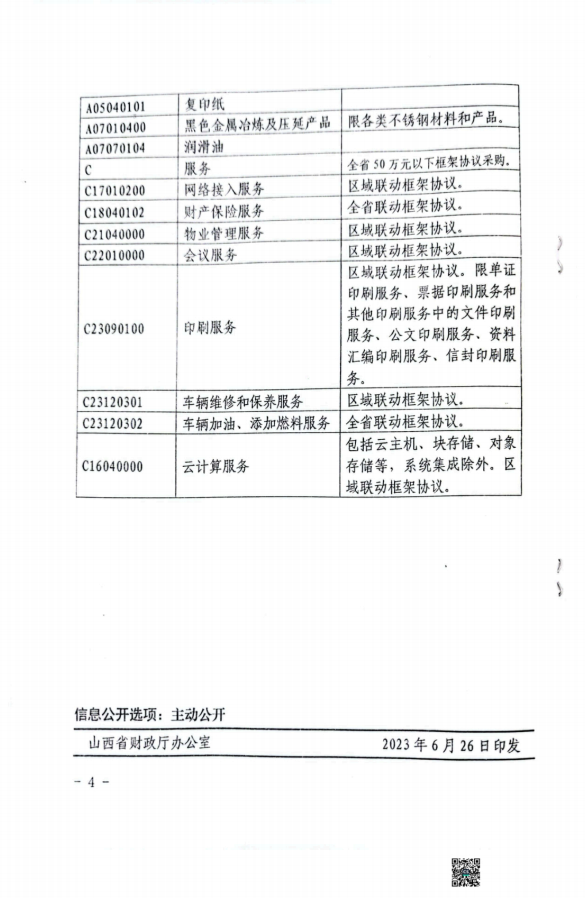 A05040101 复印纸
A07010400 黑色金属冶炼及压延产品 限各类不锈钢材料和产品。
A07070104 润滑油
C 服务 全省50万元以下框架协议采购。
C17010200 网络接入服务 区域联动框架协议。
C18040102 财产保险服务 全省联动框架协议。
C21040000 物业管理服务 区域联动框架协议。
C22010000 会议服务 区域联动框架协议。
C23090100 印刷服务 区域联动框架协议。限单证
印刷服务、票据印刷服务和
其他印刷服务中的文件印刷
服务、公文印刷服务、资料
汇编印刷服务、信封印刷服
务。
C23120301 车辆维修和保养服务 区域联动框架协议。
C23120302 车辆加油、添加燃料服务 全省联动框架协议。
C16040000 云计算服务 包括云主机、块存储、对象
存储等，系统集成除外。区
域联动框架协议。
信息公开选项：主动公开
山西省财政厅办公室 2023年6月26日印发
- 4 -